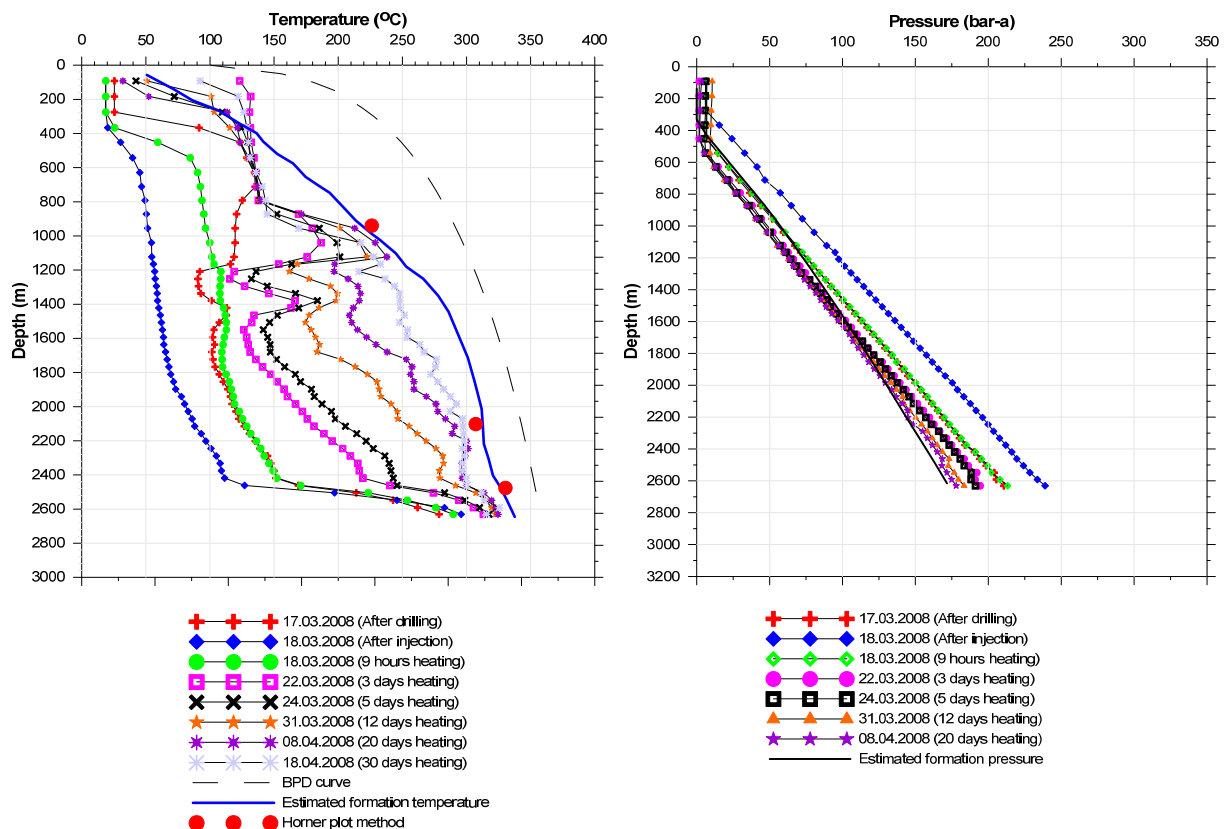 Temperature (ºC)
0 50 100 150 200 250 300 350 400
Depth (m)
0
200
400
600
800
1000
1200
1400
1600
1800
2000
2200
2400
2600
2800
3000
17.03.2008 (After drilling)
18.03.2008 (After injection)
18.03.2008 (9 hours heating)
22.03.2008 (3 days heating)
24.03.2008 (5 days heating)
31.03.2008 (12 days heating)
08.04.2008 (20 days heating)
18.04.2008 (30 days heating)
BPD curve
Estimated formation temperature
Horner plot method
Pressure (bar-a)
0 50 100 150 200 250 300 350
Depth (m)
0
200
400
600
800
1000
1200
1400
1600
1800
2000
2200
2400
2600
2800
3000
3200
17.03.2008 (After drilling)
18.03.2008 (After injection)
18.03.2008 (9 hours heating)
22.03.2008 (3 days heating)
24.03.2008 (5 days heating)
31.03.2008 (12 days heating)
08.04.2008 (20 days heating)
Estimated formation pressure